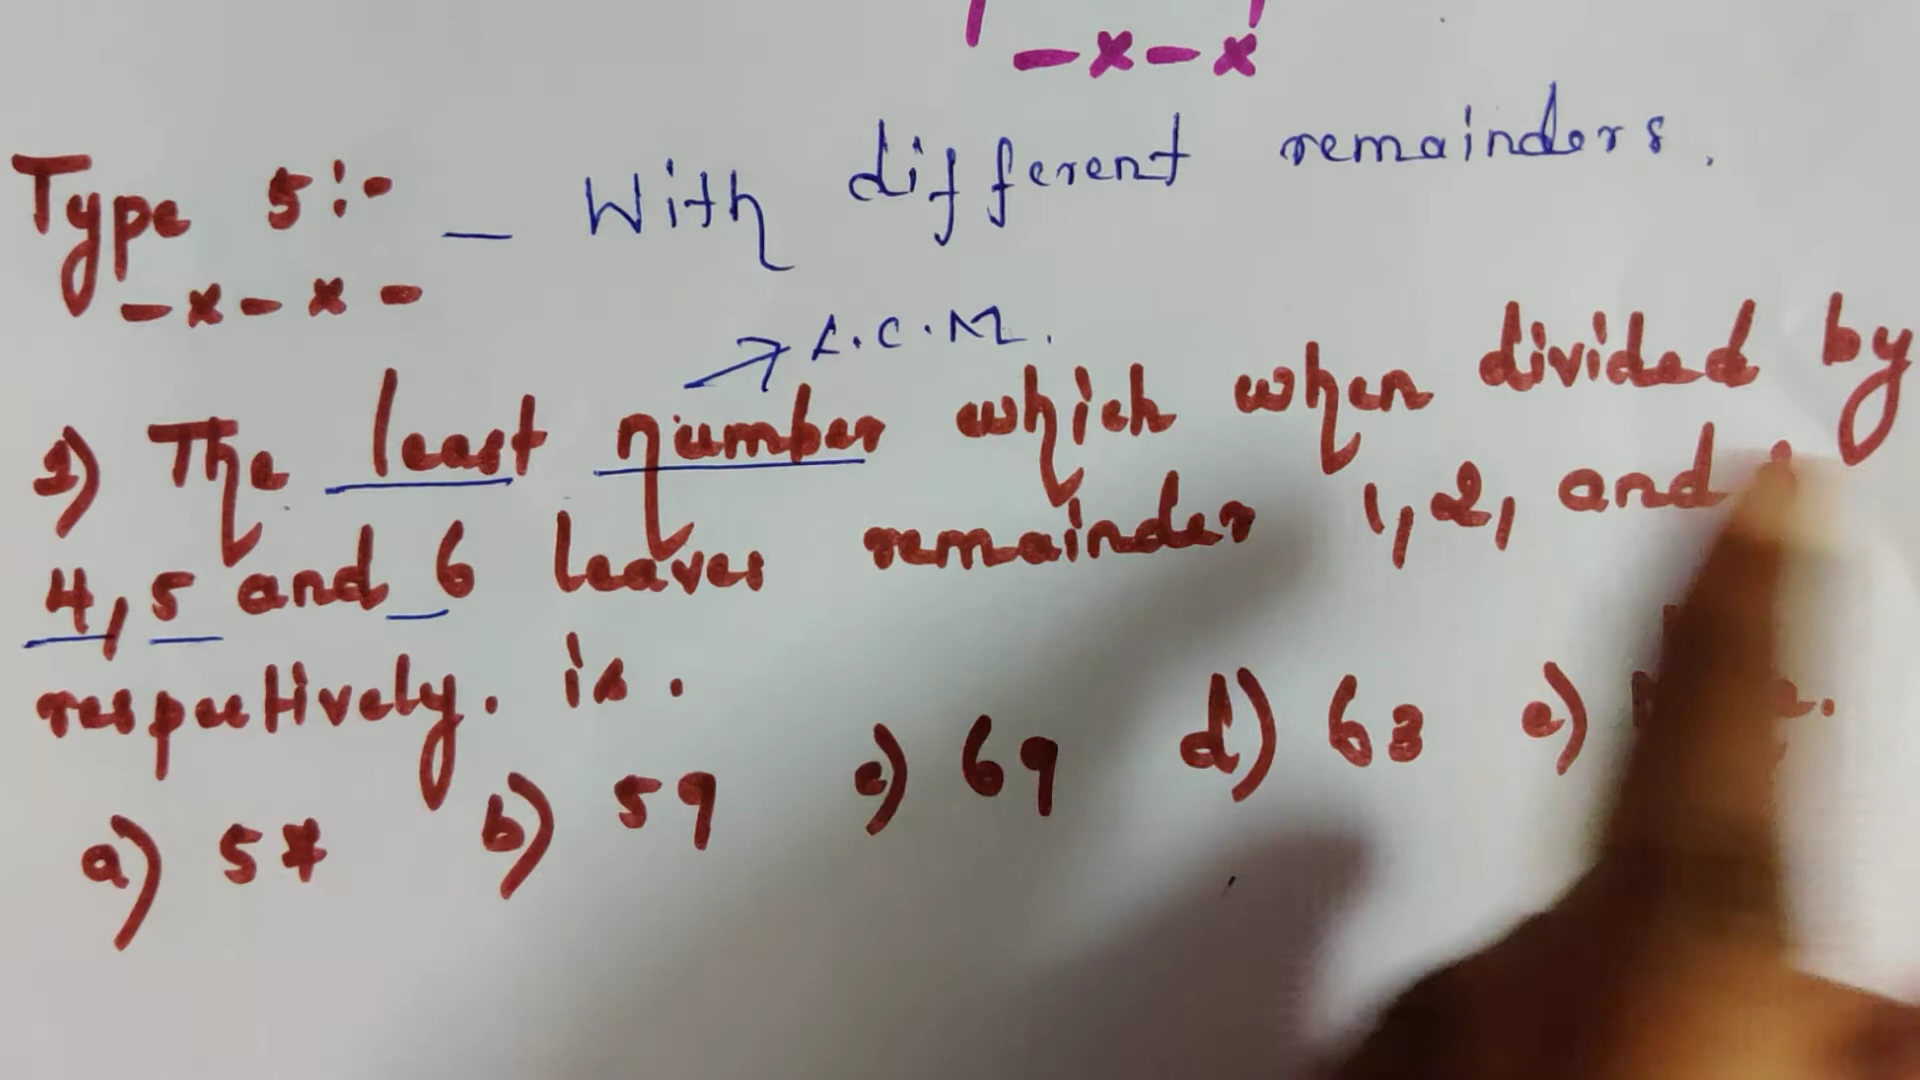 -x-x
Type 5:- - With different remainders.
-x-x-
→ L.C.M.
1) The least number which when divided by
4, 5 and 6 leaves remainder 1, 2, and
respectively. is.
a) 57 b) 59 c) 69 d) 63 e)